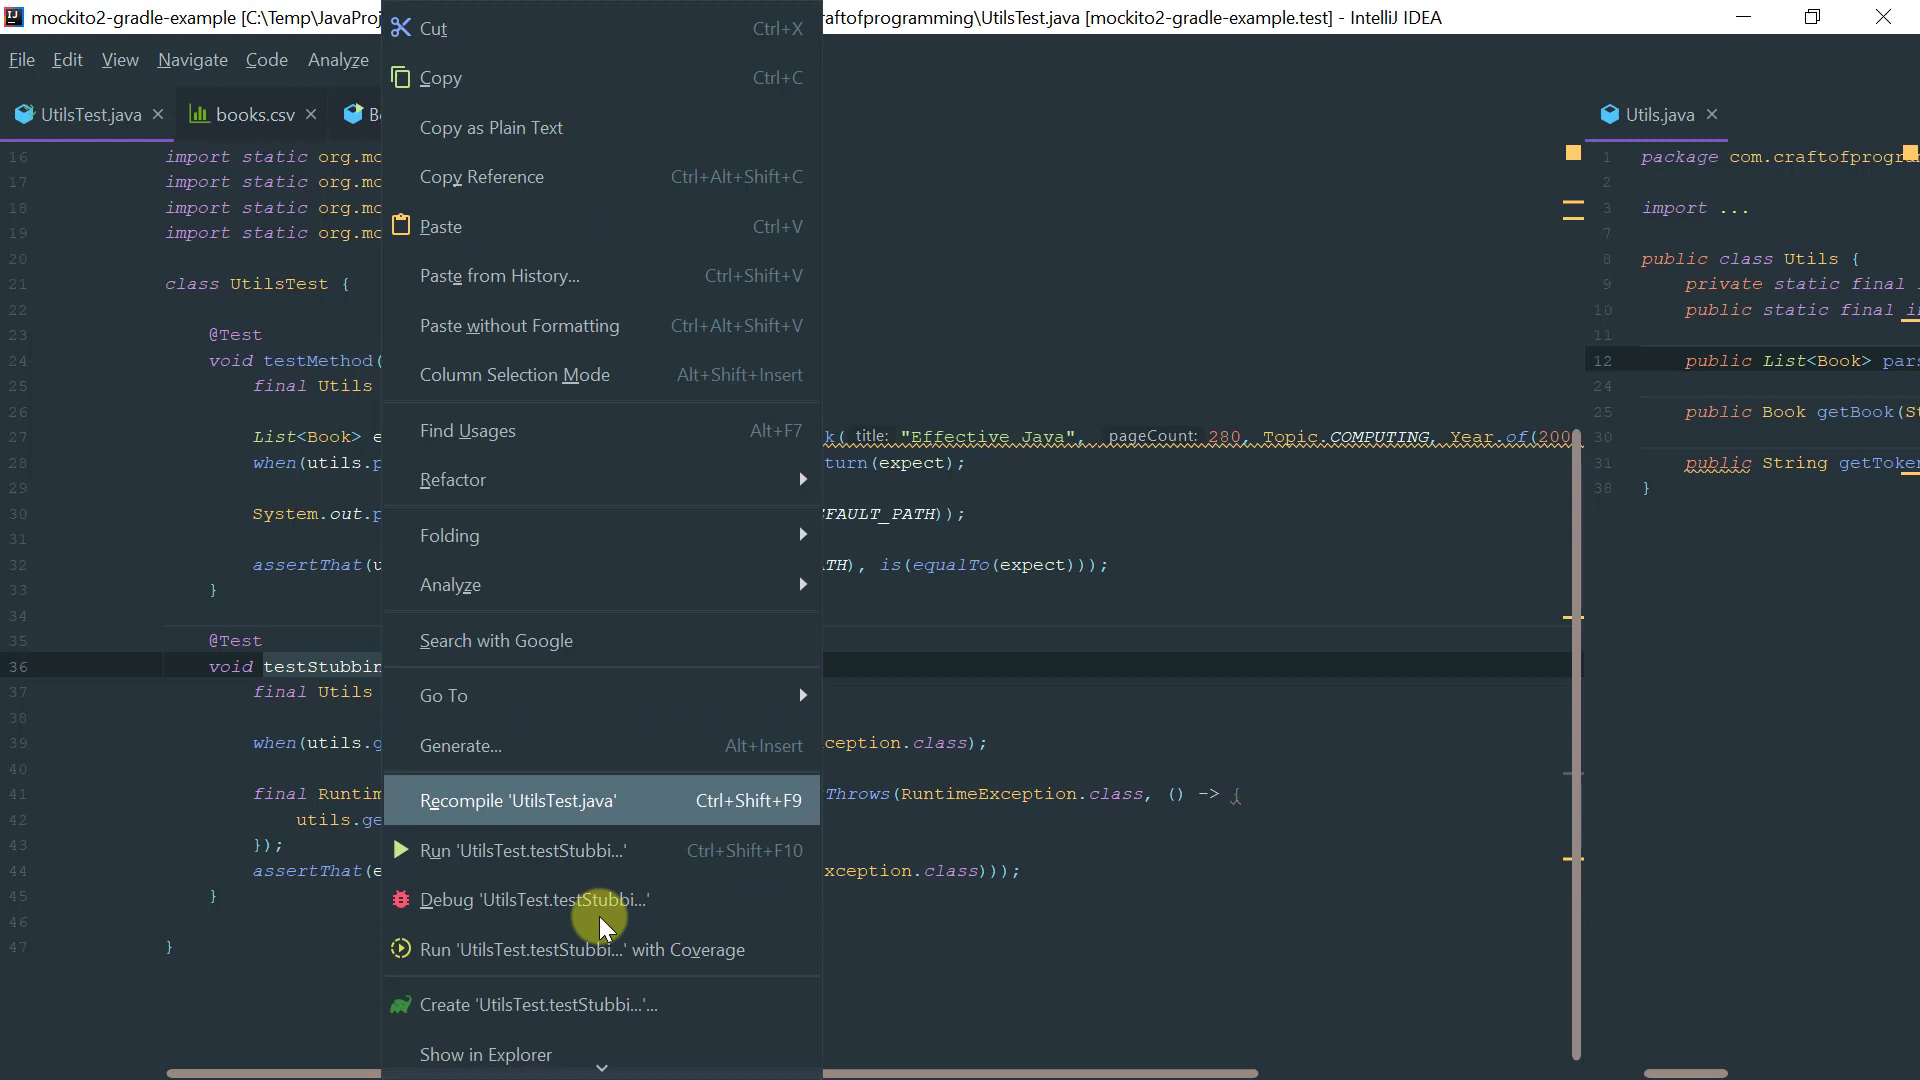 mockito2-gradle-example [C:\Temp\JavaProj
aftofprogramming\UtilsTest.java [mockito2-gradle-example.test] - IntelliJ IDEA
File Edit View Navigate Code Analyze
UtilsTest.java
books.csv
16 import static org.mo
17 import static org.mo
18 import static org.mo
19 import static org.mo
20
21 class UtilsTest {
22
23 @Test
24 void testMethod(
25 final Utils
26
27 List<Book> e
k( title: "Effective Java", pageCount: 280, Topic.COMPUTING, Year.of(200
28 when(utils.p
turn(expect);
29
30 System.out.p
FAULT_PATH));
31
32 assertThat(u
TH), is(equalTo(expect)));
33 }
34
35 @Test
36 void testStubbin
37 final Utils
38
39 when(utils.g
ception.class);
40
41 final Runtim
Throws(RuntimeException.class, () -> {
42 utils.ge
43 });
44 assertThat(e
xception.class)));
45 }
46
47 }
Cut Ctrl+X
Copy Ctrl+C
Copy as Plain Text
Copy Reference Ctrl+Alt+Shift+C
Paste Ctrl+V
Paste from History... Ctrl+Shift+V
Paste without Formatting Ctrl+Alt+Shift+V
Column Selection Mode Alt+Shift+Insert
Find Usages Alt+F7
Refactor
Folding
Analyze
Search with Google
Go To
Generate... Alt+Insert
Recompile 'UtilsTest.java' Ctrl+Shift+F9
Run 'UtilsTest.testStubbi...' Ctrl+Shift+F10
Debug 'UtilsTest.testStubbi...'
Run 'UtilsTest.testStubbi...' with Coverage
Create 'UtilsTest.testStubbi...'...
Show in Explorer
Utils.java
1 package com.craftofprogra
2
3 import ...
7
8 public class Utils {
9 private static final
10 public static final i
11
12 public List<Book> pars
24
25 public Book getBook(St
30
31 public String getToke
38 }